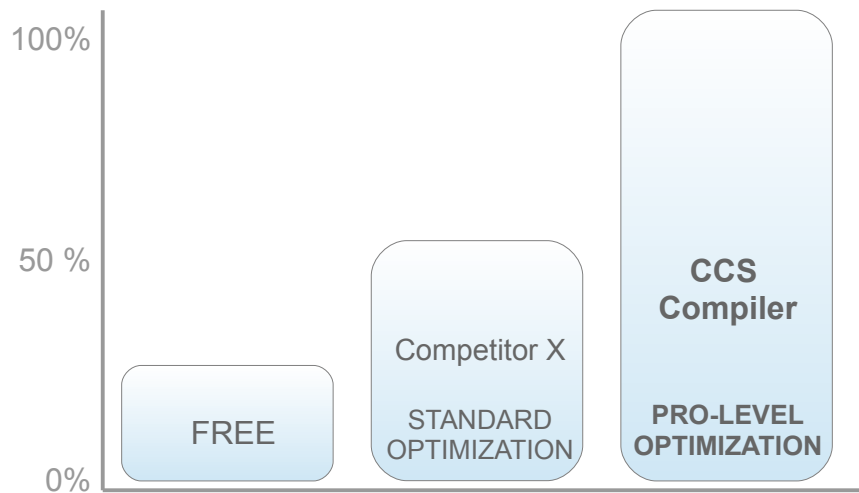 100%
50 %
0%
FREE
Competitor X
STANDARD
OPTIMIZATION
CCS
Compiler
PRO-LEVEL
OPTIMIZATION